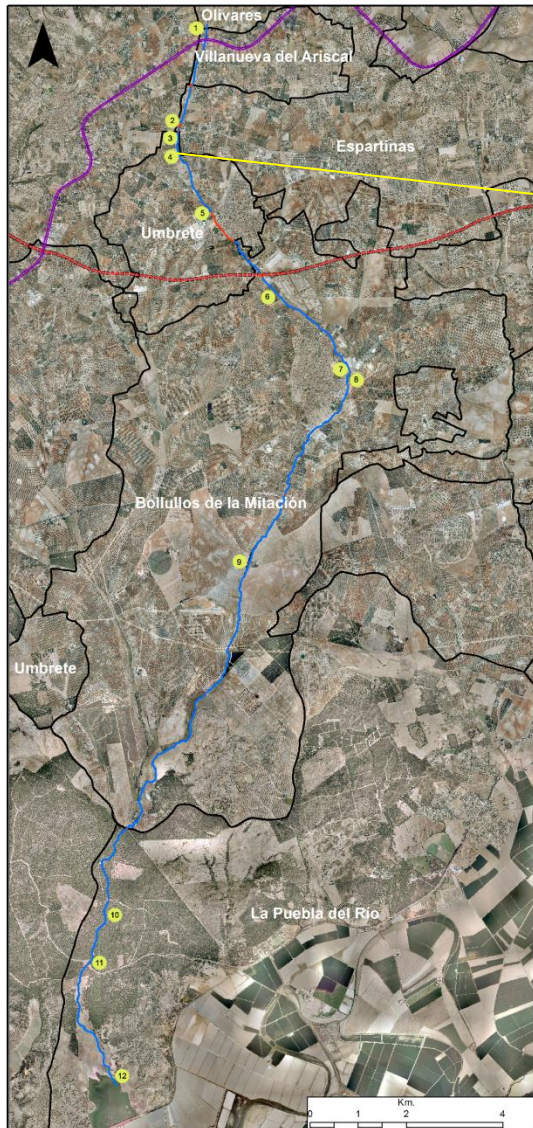 Olivares
1
Villanueva del Ariscal
2
3
Espartinas
4
5
Umbrete
6
7
8
Bollullos de la Mitación
9
Umbrete
10
La Puebla del Río
11
12
Km.
0 1 2 4